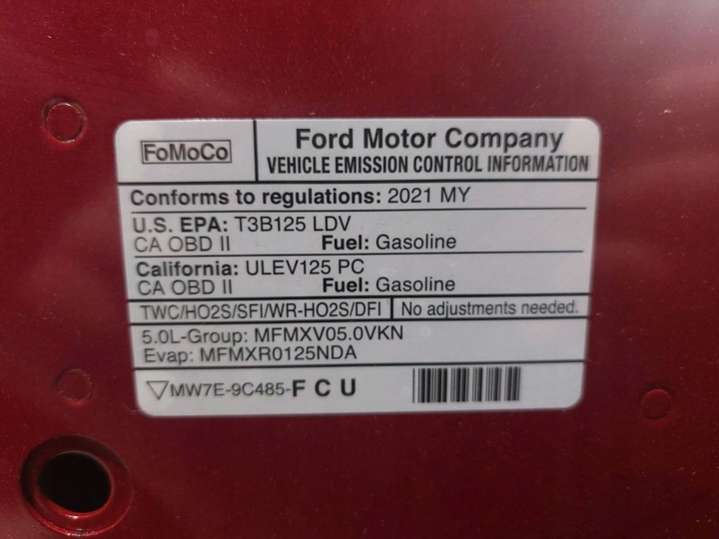 FoMoCo
Ford Motor Company
VEHICLE EMISSION CONTROL INFORMATION
Conforms to regulations: 2021 MY
U.S. EPA: T3B125 LDV
CA OBD II Fuel: Gasoline
California: ULEV125 PC
CA OBD II Fuel: Gasoline
TWC/HO2S/SFI/WR-HO2S/DFI No adjustments needed.
5.0L-Group: MFMXV05.0VKN
Evap: MFMXR0125NDA
MW7E-9C485-F C U